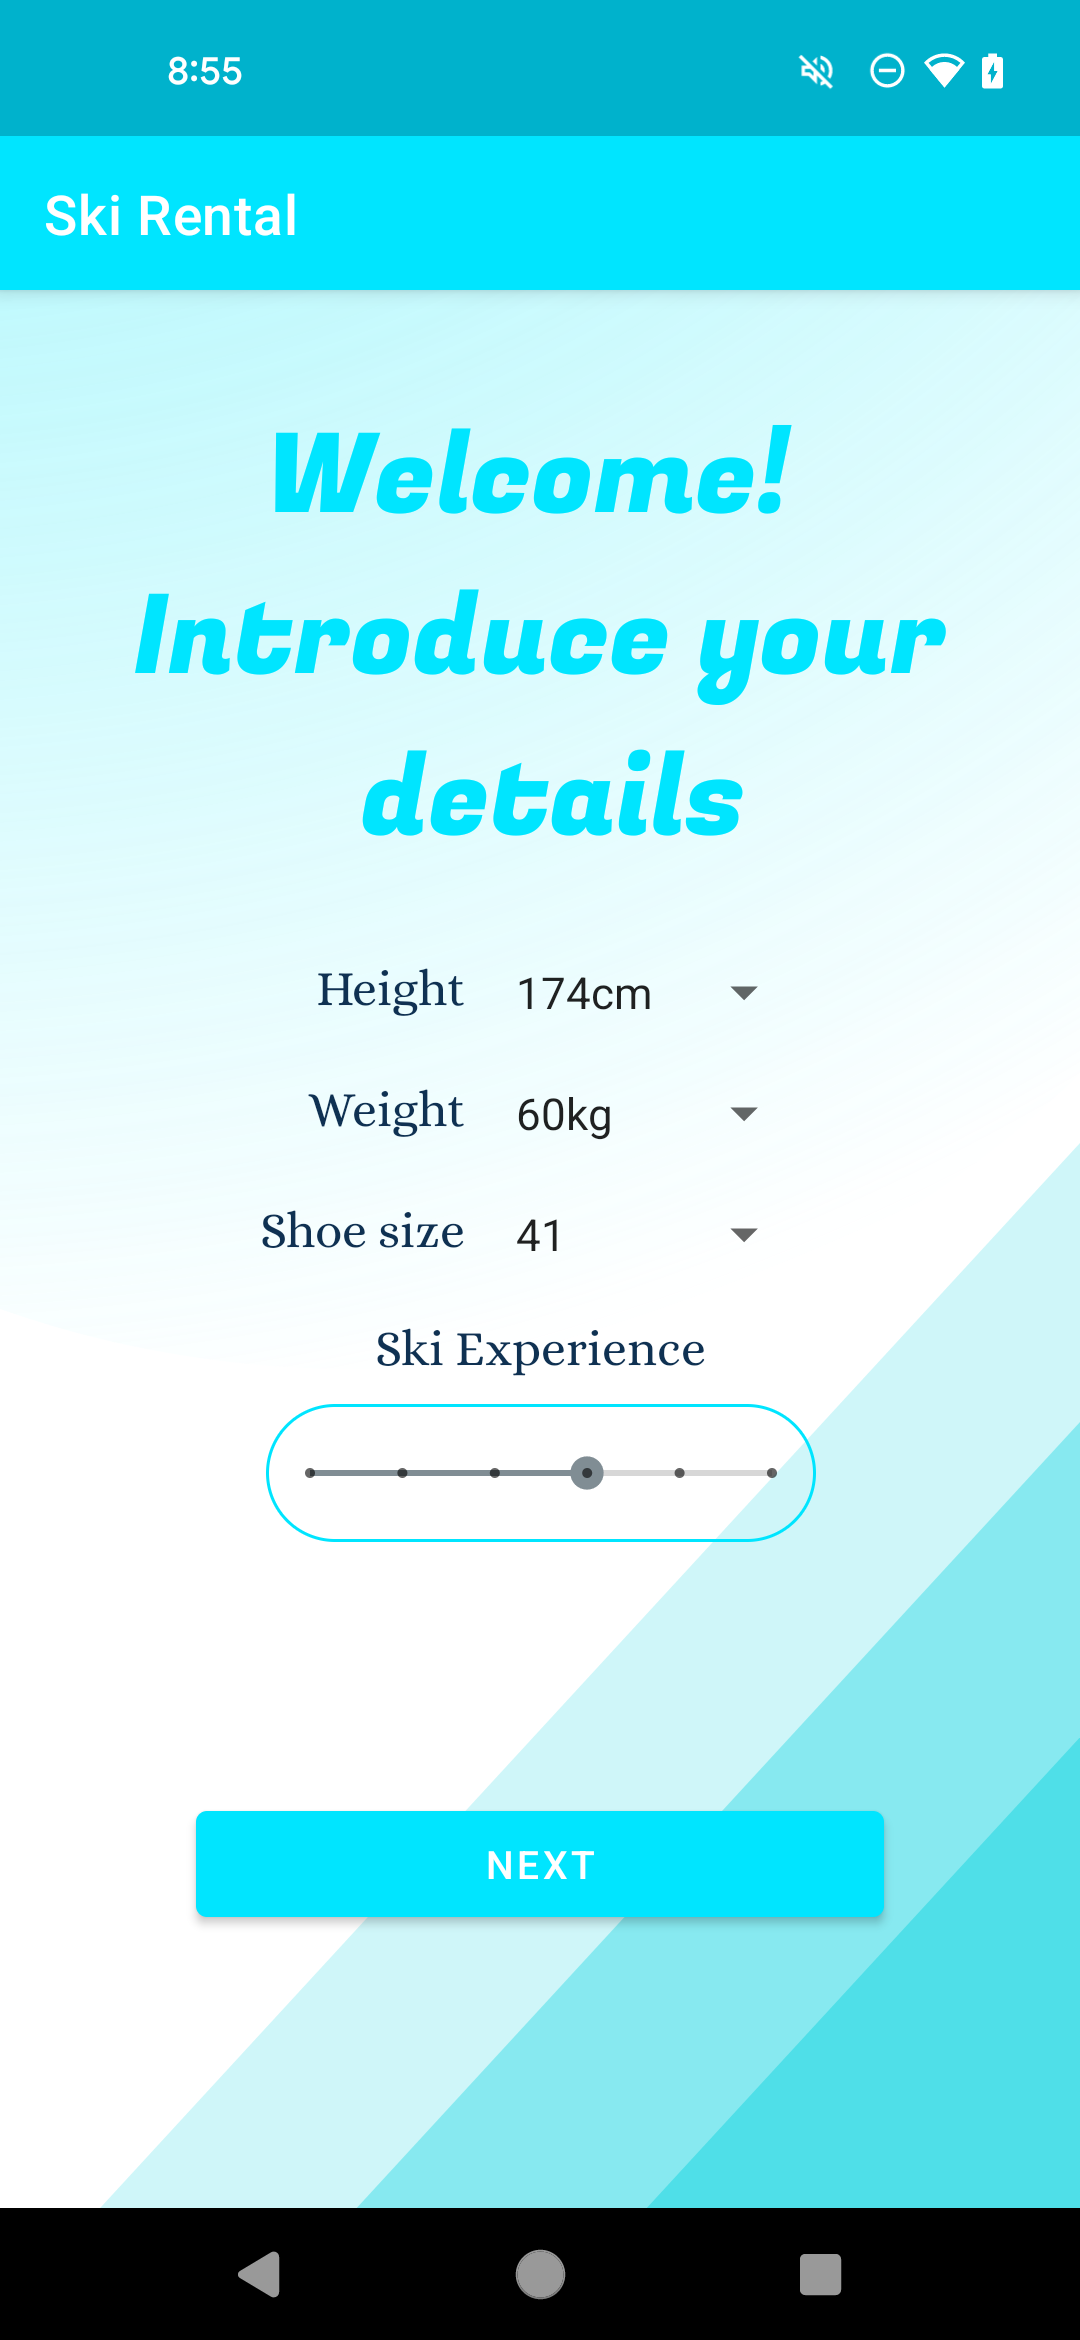 8:55
Ski Rental
Welcome!
Introduce your
details
Height 174cm
Weight 60kg
Shoe size 41
Ski Experience
NEXT